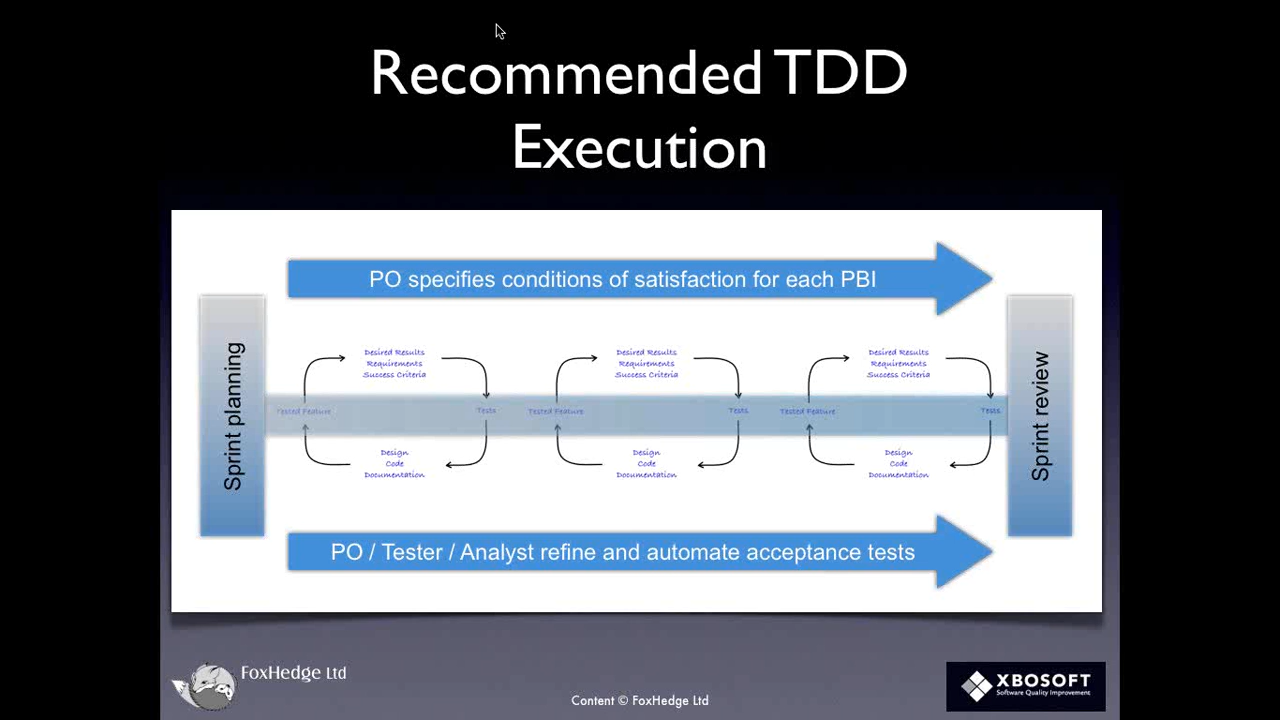 Recommended TDD
Execution
PO specifies conditions of satisfaction for each PBI
Sprint planning
Desired Results
Requirements
Success Criteria
Tested Feature
Tests
Design
Code
Documentation
Desired Results
Requirements
Success Criteria
Tested Feature
Tests
Design
Code
Documentation
Desired Results
Requirements
Success Criteria
Tested Feature
Tests
Design
Code
Documentation
Sprint review
PO / Tester / Analyst refine and automate acceptance tests
FoxHedge Ltd
Content © FoxHedge Ltd
XBOSOFT
Software Quality Improvement